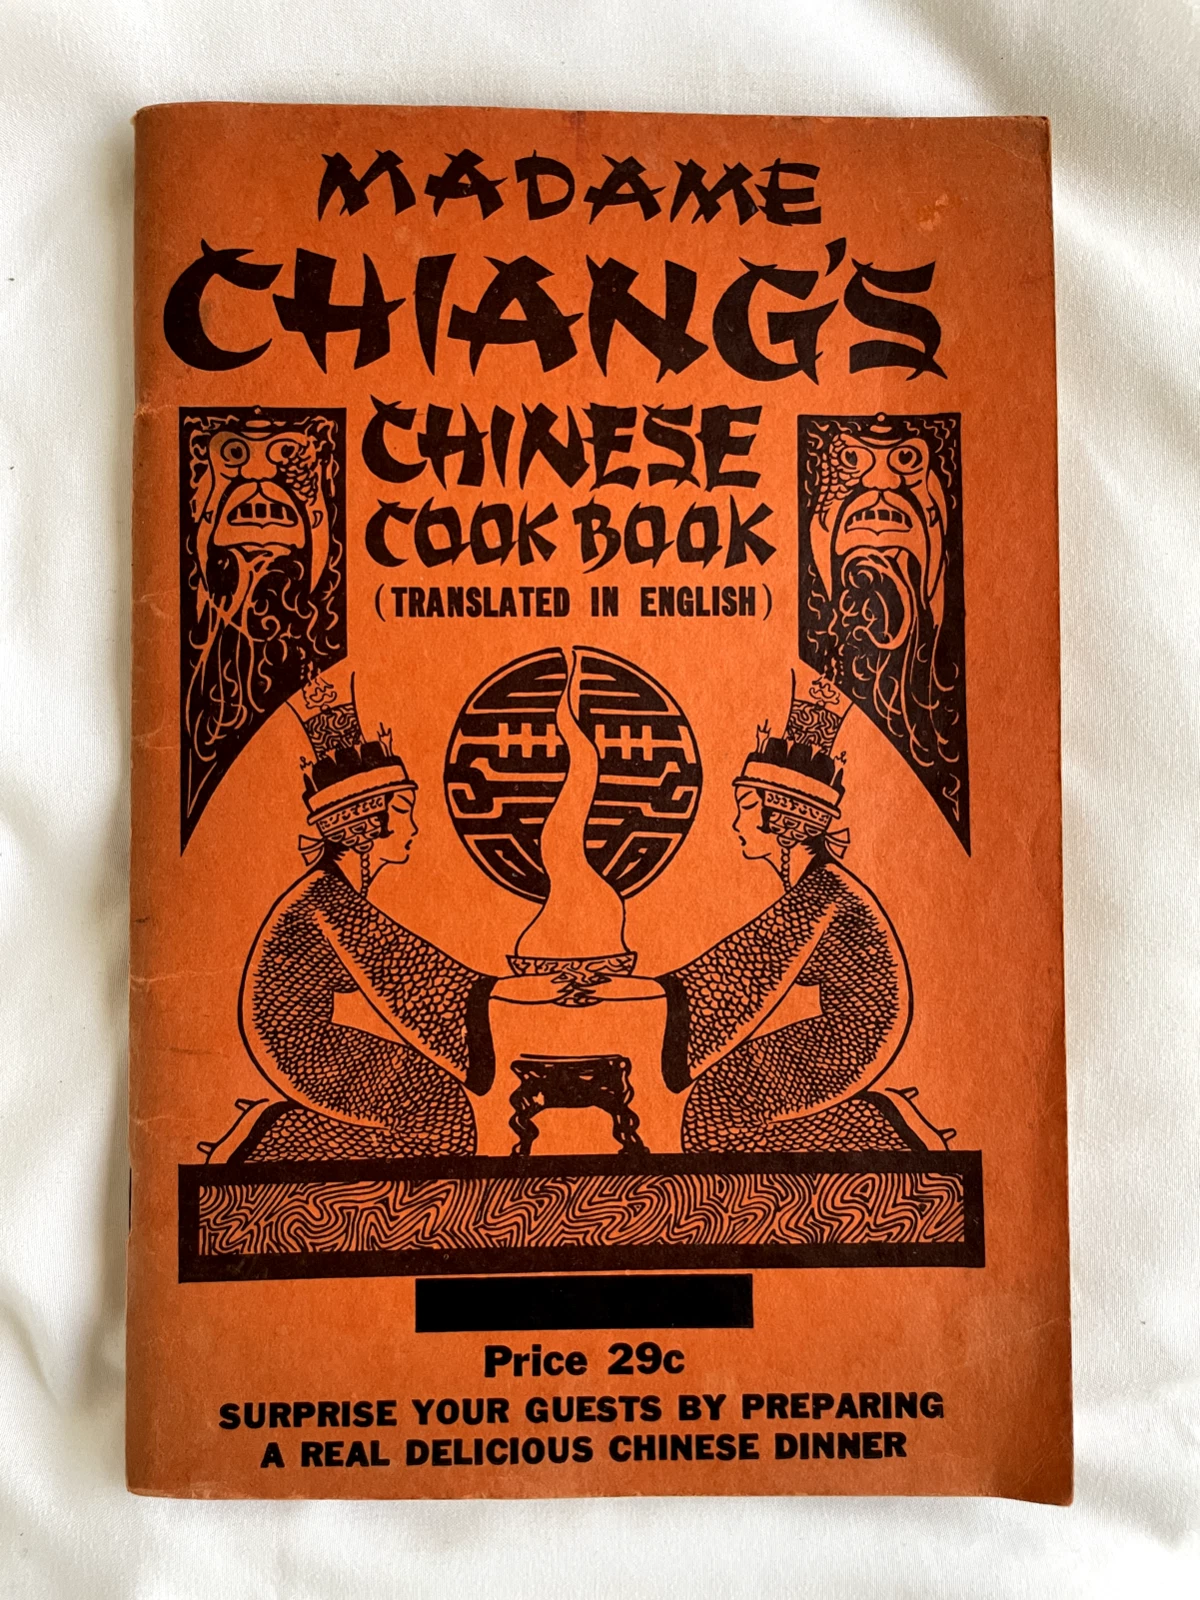 MADAME
CHIANG'S
CHINESE
COOK BOOK
(TRANSLATED IN ENGLISH)
Price 29c
SURPRISE YOUR GUESTS BY PREPARING
A REAL DELICIOUS CHINESE DINNER